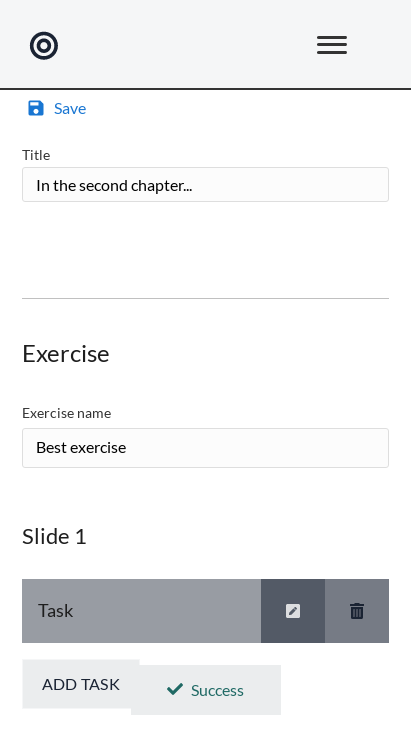 Save
Title
In the second chapter...
Exercise
Exercise name
Best exercise
Slide 1
Task
ADD TASK
Success